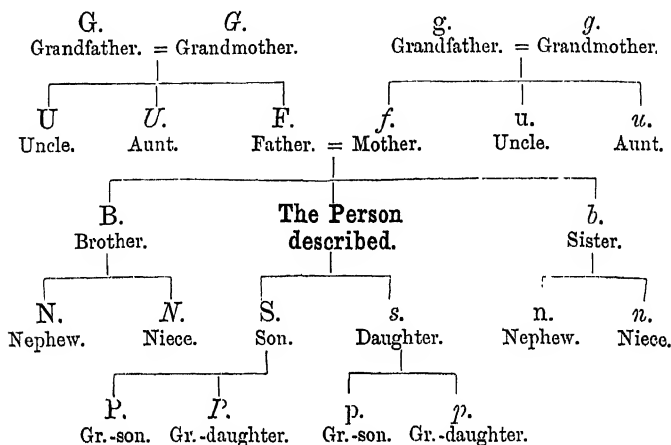 G. G. g. g.
Grandfather. = Grandmother. Grandfather. = Grandmother.
U U. F. f. u. u.
Uncle. Aunt. Father. = Mother. Uncle. Aunt.
B. The Person b.
Brother. described. Sister.
N. N. S. s. n. n.
Nephew. Niece. Son. Daughter. Nephew. Niece.
P. P. p. p.
Gr.-son. Gr.-daughter. Gr.-son. Gr.-daughter.